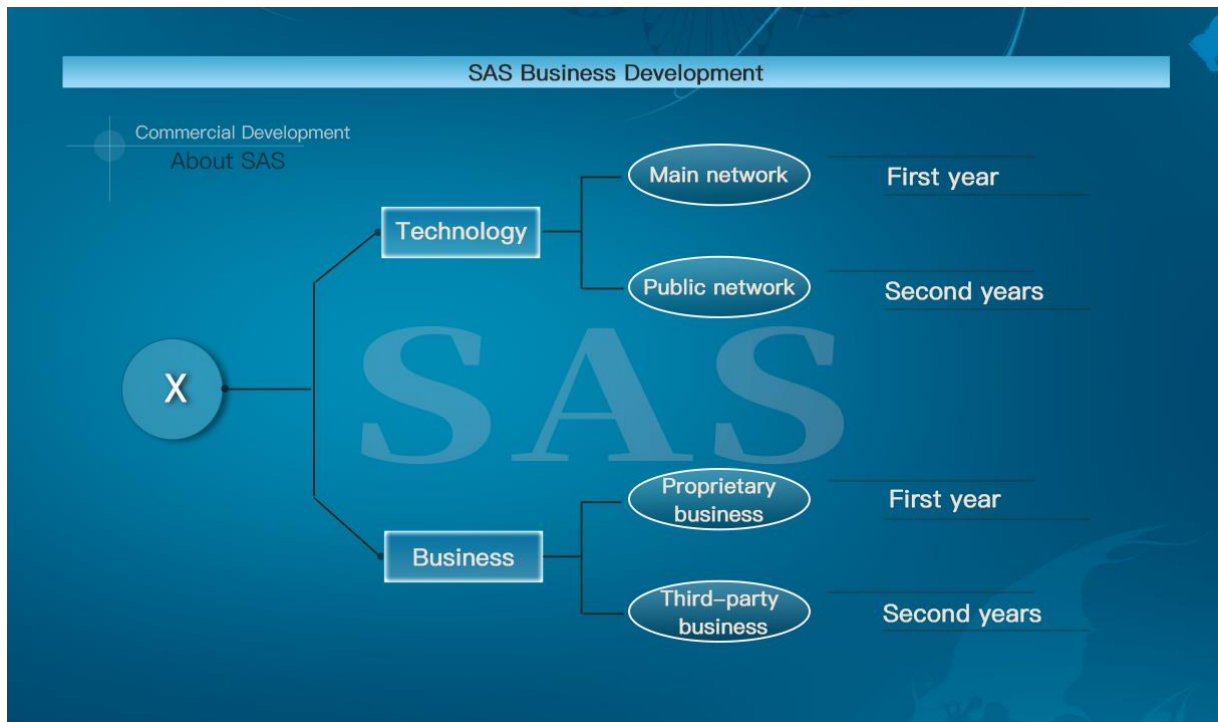 SAS Business Development
Commercial Development
About SAS
Main network
First year
Technology
Public network
Second years
SAS
X
Proprietary
business
First year
Business
Third-party
business
Second years